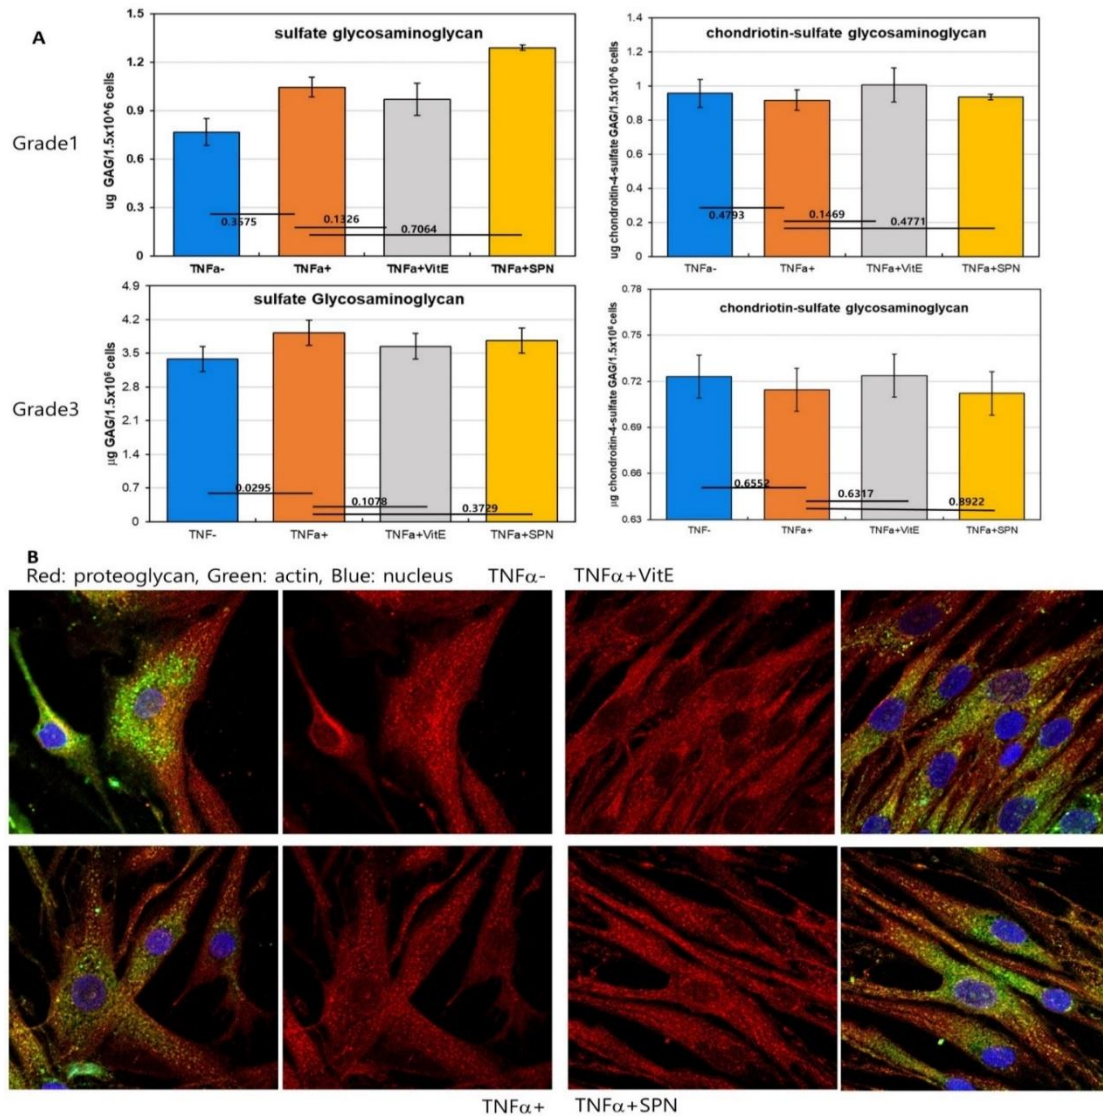 A
sulfate glycosaminoglycan
ug GAG/1.5x10^6 cells
1.5
1.2
0.9
0.6
0.3
0
0.3575
0.1326
0.7064
TNFa- TNFa+ TNFa+VitE TNFa+SPN
chondriotin-sulfate glycosaminoglycan
ug chondroitin-4-sulfate GAG/1.5x10^6 cells
1.4
1.2
1
0.8
0.6
0.4
0.2
0
0.4793
0.1469
0.4771
TNFa- TNFa+ TNFa+VitE TNFa+SPN
Grade1
sulfate Glycosaminoglycan
µg GAG/1.5x10⁶ cells
4.9
4.2
3.5
2.8
2.1
1.4
0.7
0
0.0295
0.1078
0.3729
TNF- TNFa+ TNFa+VitE TNFa+SPN
chondriotin-sulfate glycosaminoglycan
µg chondroitin-4-sulfate GAG/1.5x10⁶ cells
0.78
0.75
0.72
0.69
0.66
0.63
0.6552
0.6317
0.8922
TNFa- TNFa+ TNFa+VitE TNFa+SPN
Grade3
B
Red: proteoglycan, Green: actin, Blue: nucleus TNFα- TNFα+VitE
TNFα+ TNFα+SPN